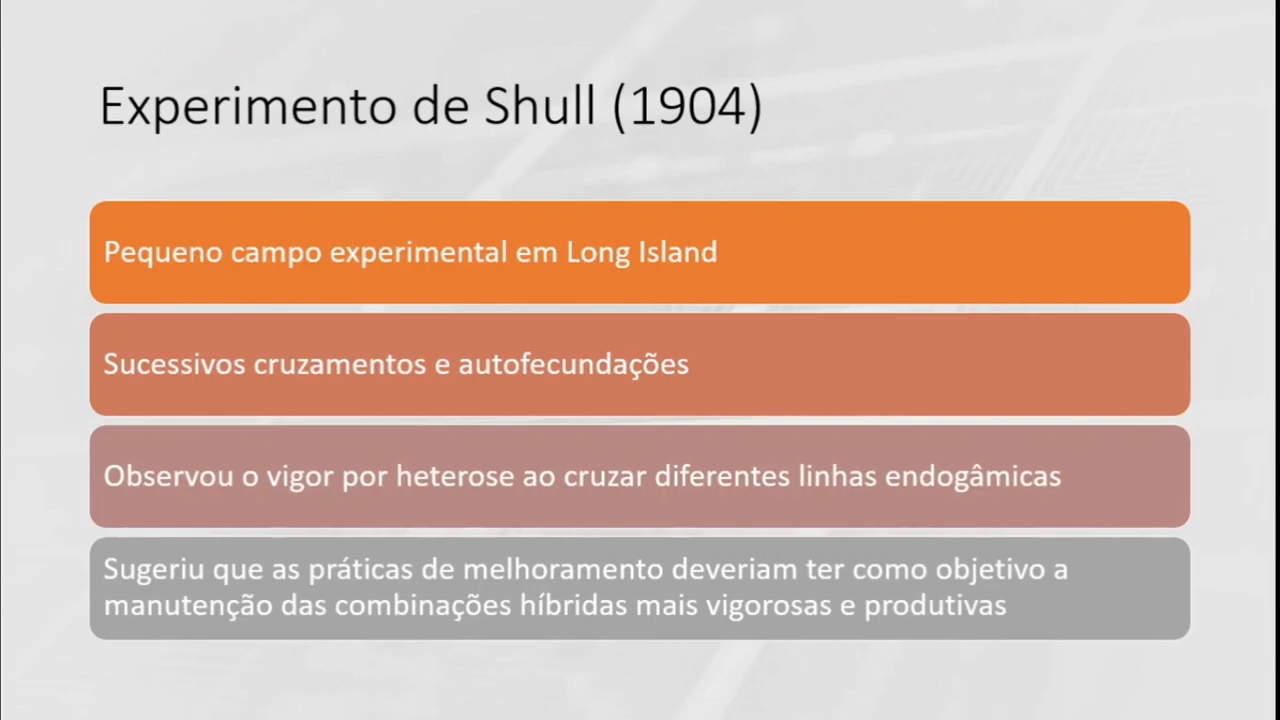 Experimento de Shull (1904)
Pequeno campo experimental em Long Island
Sucessivos cruzamentos e autofecundações
Observou o vigor por heterose ao cruzar diferentes linhas endogâmicas
Sugeriu que as práticas de melhoramento deveriam ter como objetivo a
manutenção das combinações híbridas mais vigorosas e produtivas